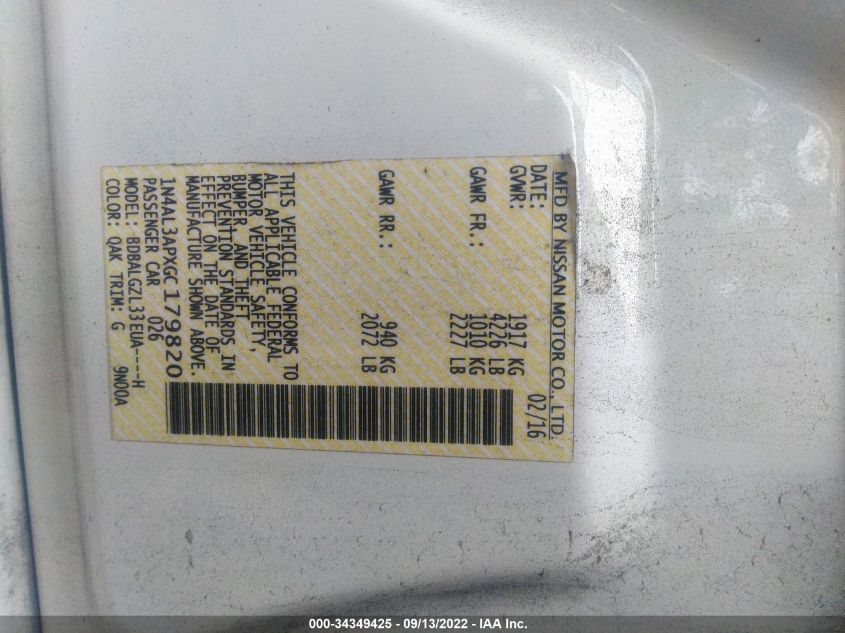 MFD BY NISSAN MOTOR CO., LTD.
DATE: 02/16
GVWR: 1917 KG
4226 LB
GAWR FR.: 1010 KG
2227 LB
GAWR RR.: 940 KG
2072 LB
THIS VEHICLE CONFORMS TO
ALL APPLICABLE FEDERAL
MOTOR VEHICLE SAFETY,
BUMPER, AND THEFT
PREVENTION STANDARDS IN
EFFECT ON THE DATE OF
MANUFACTURE SHOWN ABOVE.
1N4AL3APXGC179820
PASSENGER CAR 026
MODEL: BDBALGZL33EUA----H
COLOR: QAK TRIM: G 9N00A
000-34349425 - 09/13/2022 - IAA Inc.